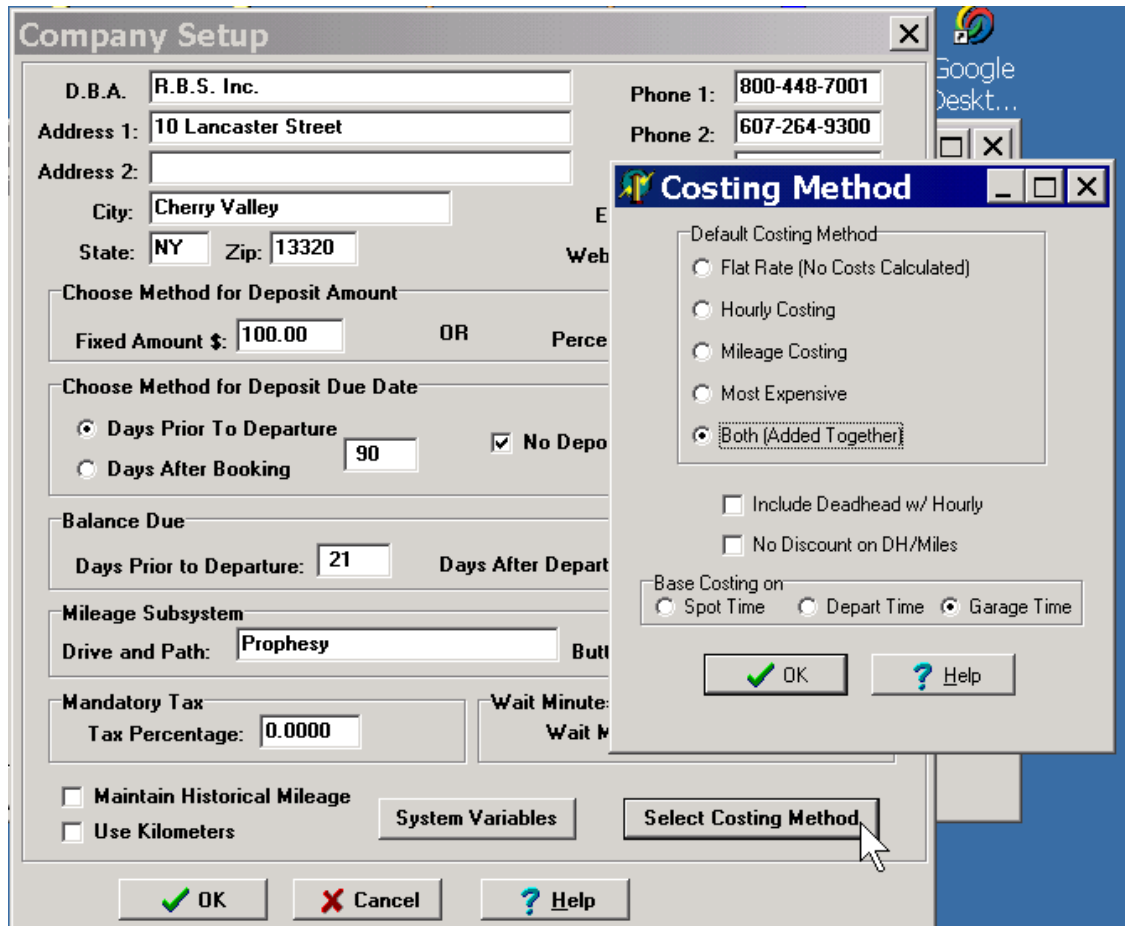 Company Setup
Google
Deskt...
D.B.A. R.B.S. Inc.
Phone 1: 800-448-7001
Address 1: 10 Lancaster Street
Phone 2: 607-264-9300
Address 2:
City: Cherry Valley
State: NY Zip: 13320
Web
Choose Method for Deposit Amount
Fixed Amount $: 100.00 OR
Perce
Choose Method for Deposit Due Date
Days Prior To Departure
90
No Depo
Days After Booking
Balance Due
Days Prior to Departure: 21 Days After Depart
Mileage Subsystem
Drive and Path: Prophesy Butt
Mandatory Tax
Tax Percentage: 0.0000
Wait Minute
Wait M
Maintain Historical Mileage
Use Kilometers
System Variables
Select Costing Method
OK Cancel ? Help
Costing Method
Default Costing Method
Flat Rate (No Costs Calculated)
Hourly Costing
Mileage Costing
Most Expensive
Both (Added Together)
Include Deadhead w/ Hourly
No Discount on DH/Miles
Base Costing on
Spot Time Depart Time Garage Time
OK ? Help